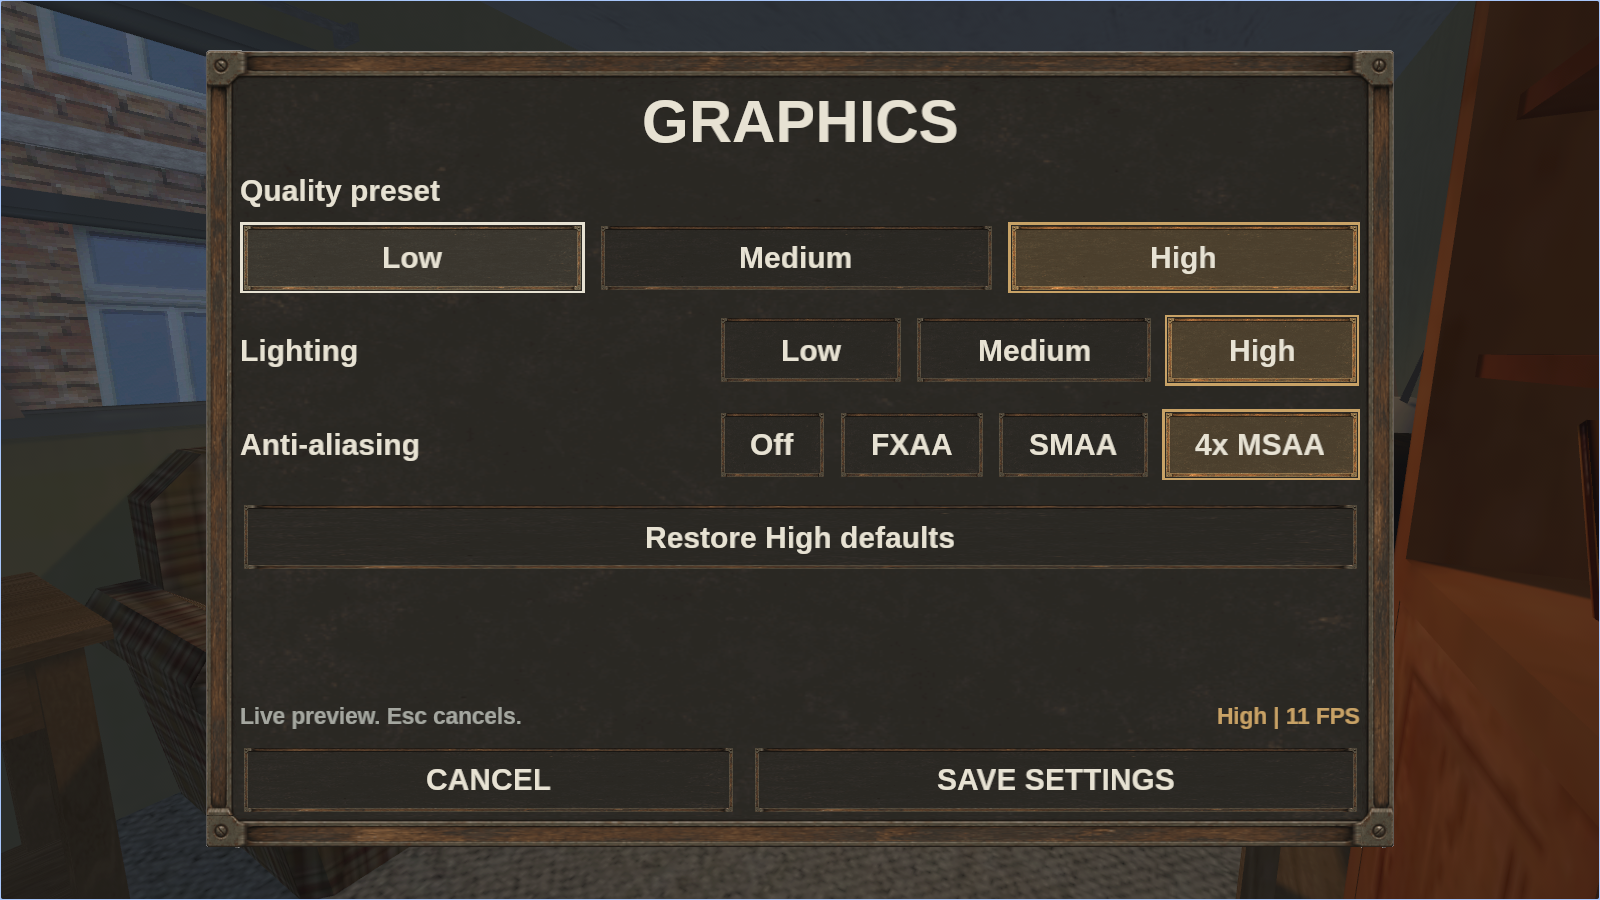 GRAPHICS
Quality preset
Low Medium High
Lighting Low Medium High
Anti-aliasing Off FXAA SMAA 4x MSAA
Restore High defaults
Live preview. Esc cancels. High | 11 FPS
CANCEL SAVE SETTINGS